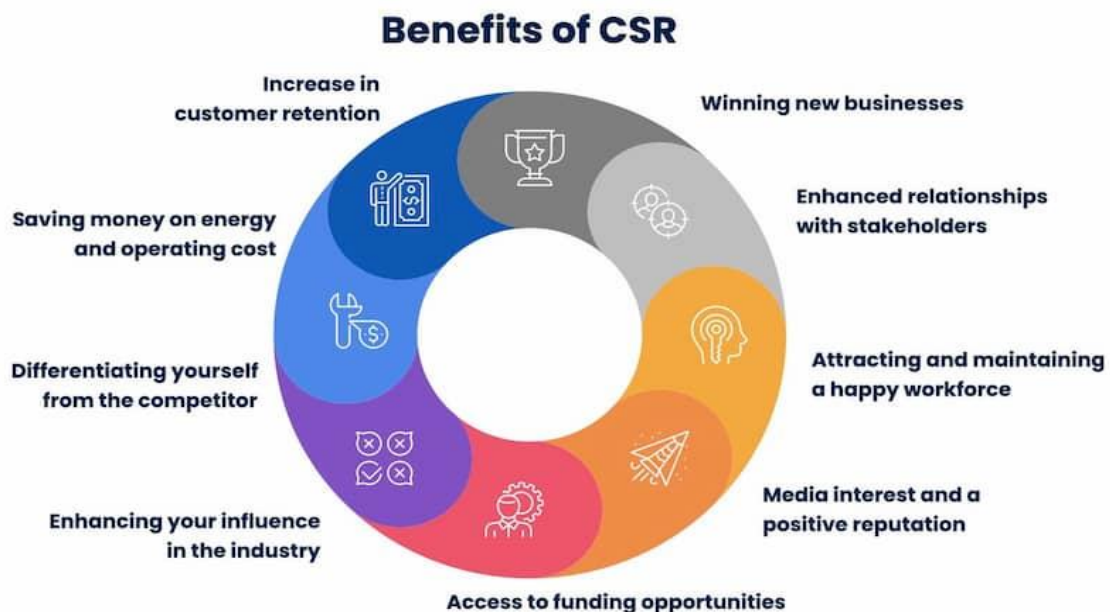 Benefits of CSR
Increase in
customer retention
Winning new businesses
Enhanced relationships
with stakeholders
Saving money on energy
and operating cost
Attracting and maintaining
a happy workforce
Differentiating yourself
from the competitor
Media interest and a
positive reputation
Enhancing your influence
in the industry
Access to funding opportunities